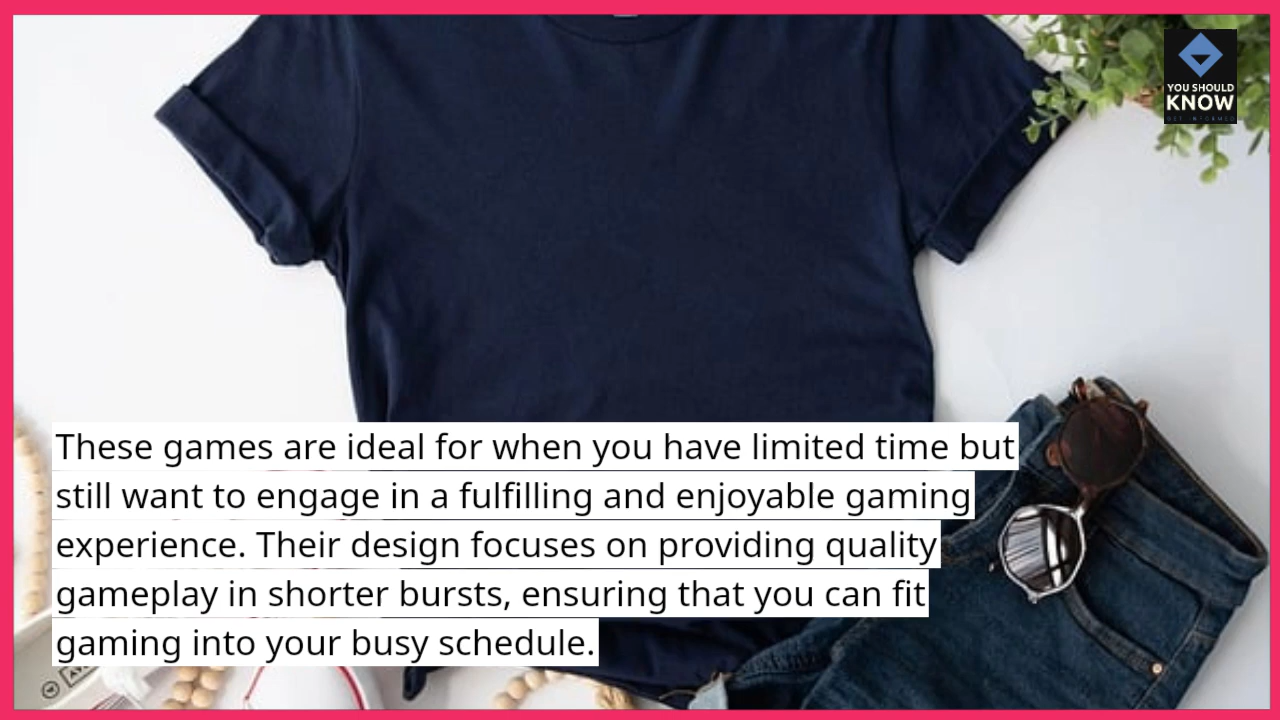 YOU SHOULD
KNOW
GET INFORMED
These games are ideal for when you have limited time but
still want to engage in a fulfilling and enjoyable gaming
experience. Their design focuses on providing quality
gameplay in shorter bursts, ensuring that you can fit
gaming into your busy schedule.